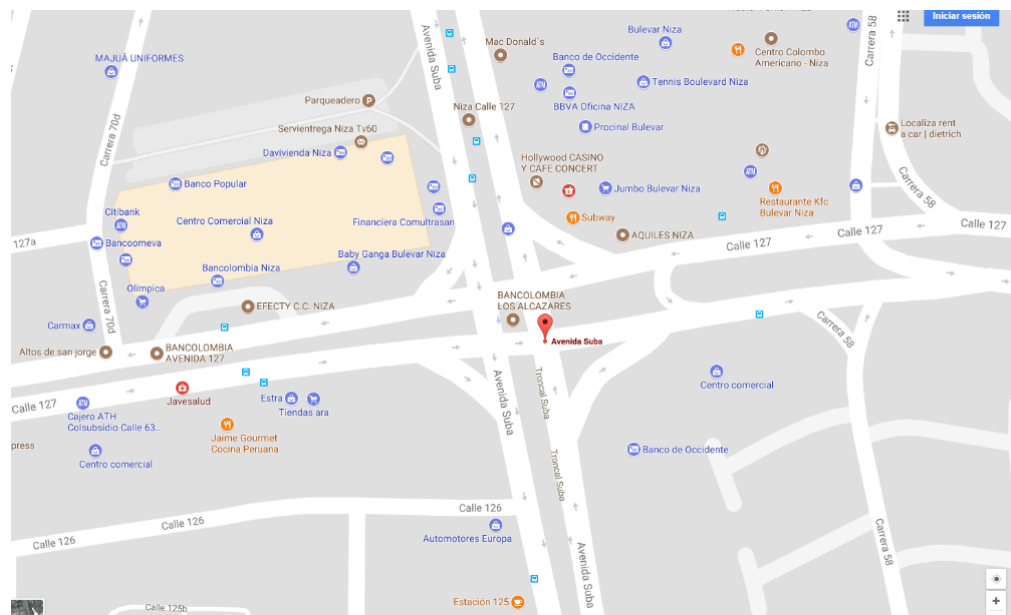 Iniciar sesión
Carrera 58
Bulevar Niza
Mac Donald´s
Centro Colombo
Americano - Niza
Avenida Suba
MAJUÁ UNIFORMES
Banco de Occidente
Tennis Boulevard Niza
BBVA Oficina NIZA
Parqueadero
Niza Calle 127
Procinal Bulevar
Localiza rent
a car | dietrich
Carrera 70d
Servientrega Niza Tv60
Davivienda Niza
Hollywood CASINO
Y CAFE CONCERT
ATM
Banco Popular
Jumbo Bulevar Niza
Restaurante Kfc
Bulevar Niza
Carrera 58
Citibank
Centro Comercial Niza
Financiera Comultrasan
Subway
AQUILES NIZA
Calle 127
Calle 127
Calle 127
127a
Bancoomeva
Baby Ganga Bulevar Niza
Bancolombia Niza
Olímpica
EFECTY C.C. NIZA
BANCOLOMBIA
LOS ALCAZARES
Carmax
Carrera 70d
Avenida Suba
Carrera 58
Altos de san jorge
BANCOLOMBIA
AVENIDA 127
Centro comercial
Javesalud
Estra
Tiendas ara
Avenida Suba
Troncal Suba
Calle 127
Cajero ATH
Colsubsidio Calle 63...
Jaime Gourmet
Cocina Peruana
press
Centro comercial
Banco de Occidente
Troncal Suba
Calle 126
Calle 126
Calle 126
Automotores Europa
Avenida Suba
Carrera 58
Estación 125
Calle 125b